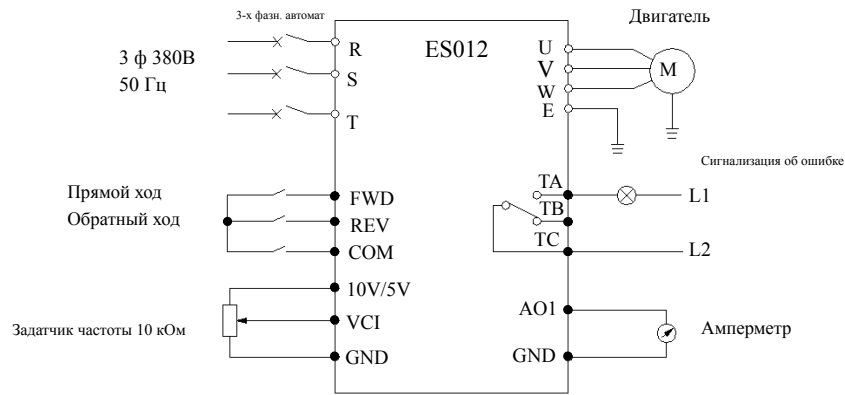 3-х фазн. автомат
Двигатель
3 ф 380В
50 Гц
R
S
T
ES012
U
V
W
E
M
Сигнализация об ошибке
Прямой ход
Обратный ход
FWD
REV
COM
TA
TB
TC
L1
L2
10V/5V
VCI
GND
Задатчик частоты 10 кОм
AO1
GND
Амперметр